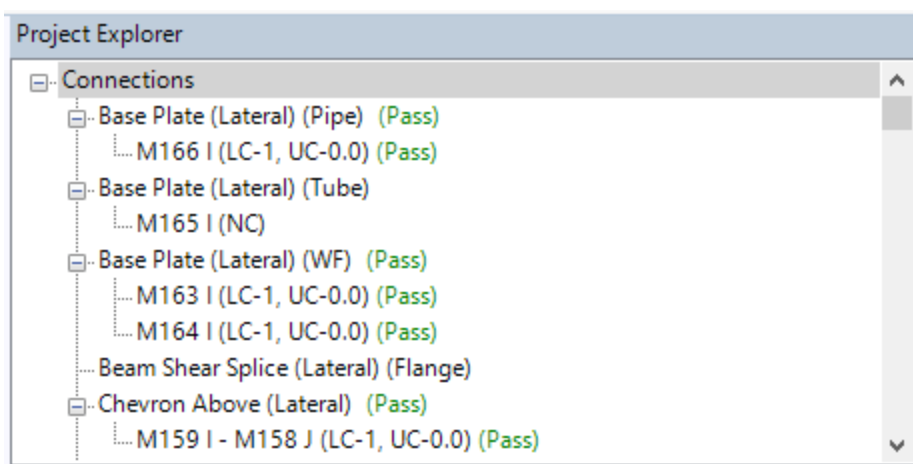 Project Explorer
Connections
Base Plate (Lateral) (Pipe) (Pass)
M166 I (LC-1, UC-0.0) (Pass)
Base Plate (Lateral) (Tube)
M165 I (NC)
Base Plate (Lateral) (WF) (Pass)
M163 I (LC-1, UC-0.0) (Pass)
M164 I (LC-1, UC-0.0) (Pass)
Beam Shear Splice (Lateral) (Flange)
Chevron Above (Lateral) (Pass)
M159 I - M158 J (LC-1, UC-0.0) (Pass)